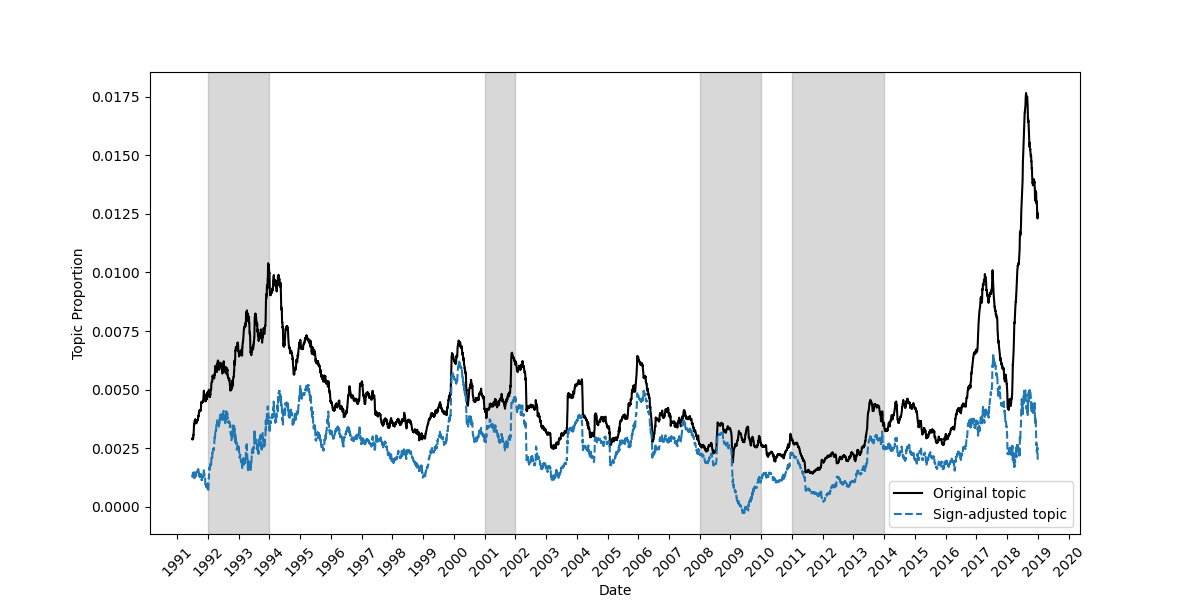 0.0175
0.0150
0.0125
0.0100
0.0075
0.0050
0.0025
0.0000
Topic Proportion
Original topic
Sign-adjusted topic
1991 1992 1993 1994 1995 1996 1997 1998 1999 2000 2001 2002 2003 2004 2005 2006 2007 2008 2009 2010 2011 2012 2013 2014 2015 2016 2017 2018 2019 2020
Date